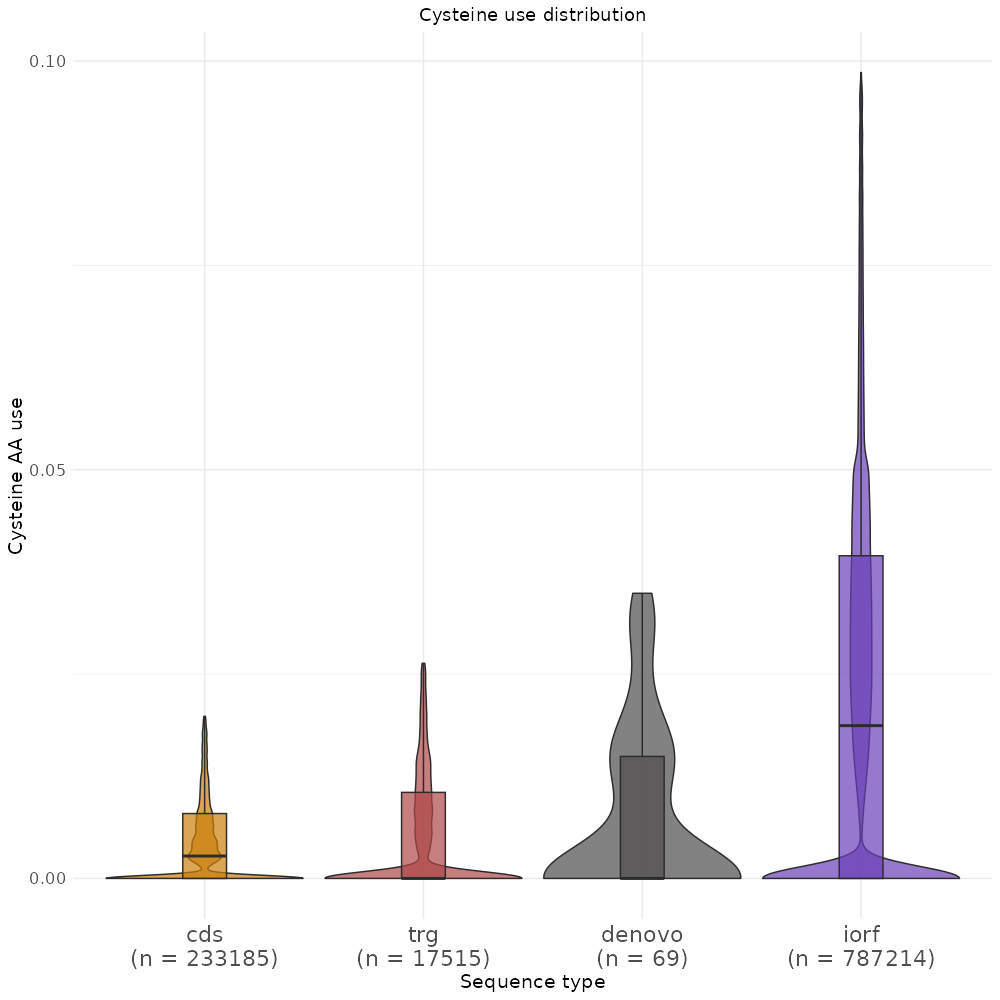 Cysteine use distribution
0.10
0.05
0.00
Cysteine AA use
cds
(n = 233185)
trg
(n = 17515)
denovo
(n = 69)
iorf
(n = 787214)
Sequence type